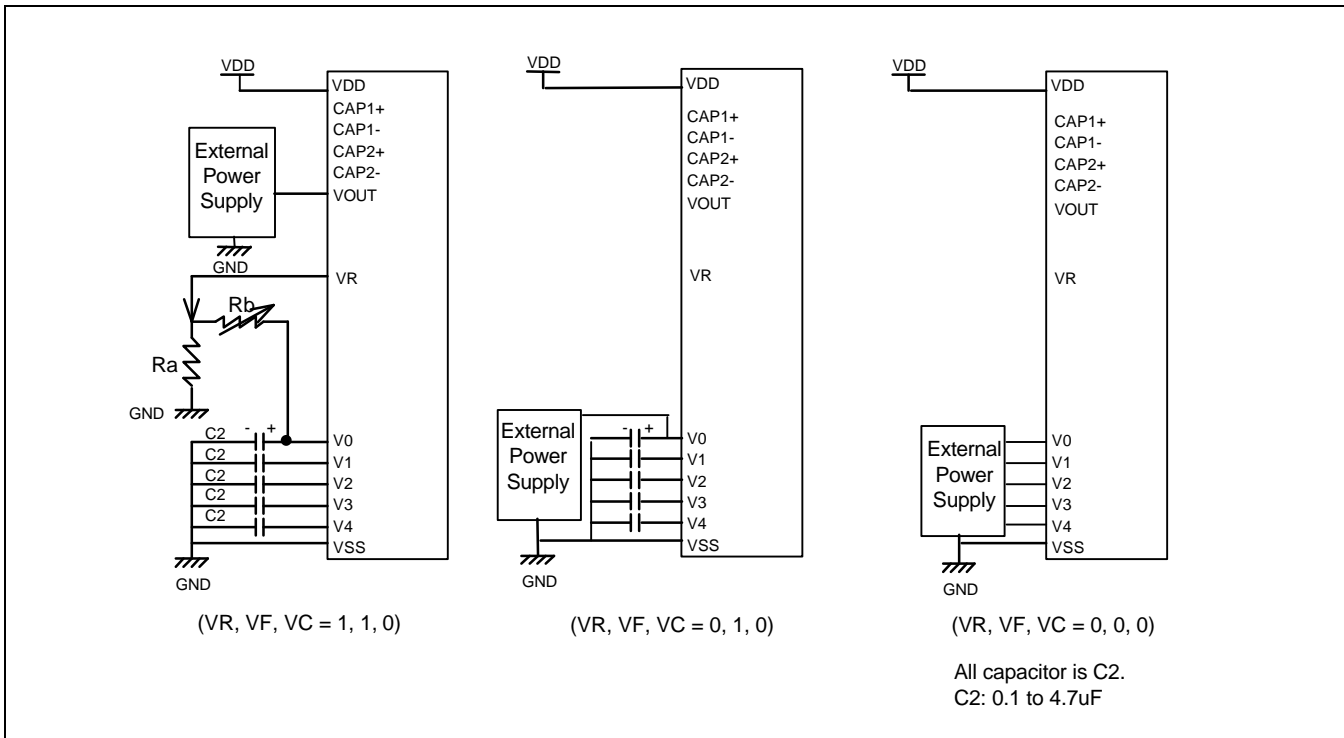 VDD
VDD
CAP1+
CAP1-
CAP2+
CAP2-
VOUT
External
Power
Supply
GND
VR
Rb
Ra
GND
- +
C2
C2
C2
C2
C2
V0
V1
V2
V3
V4
VSS
GND
(VR, VF, VC = 1, 1, 0)
VDD
VDD
CAP1+
CAP1-
CAP2+
CAP2-
VOUT
VR
External
Power
Supply
- +
V0
V1
V2
V3
V4
VSS
GND
(VR, VF, VC = 0, 1, 0)
VDD
VDD
CAP1+
CAP1-
CAP2+
CAP2-
VOUT
VR
External
Power
Supply
V0
V1
V2
V3
V4
VSS
GND
(VR, VF, VC = 0, 0, 0)
All capacitor is C2.
C2: 0.1 to 4.7uF